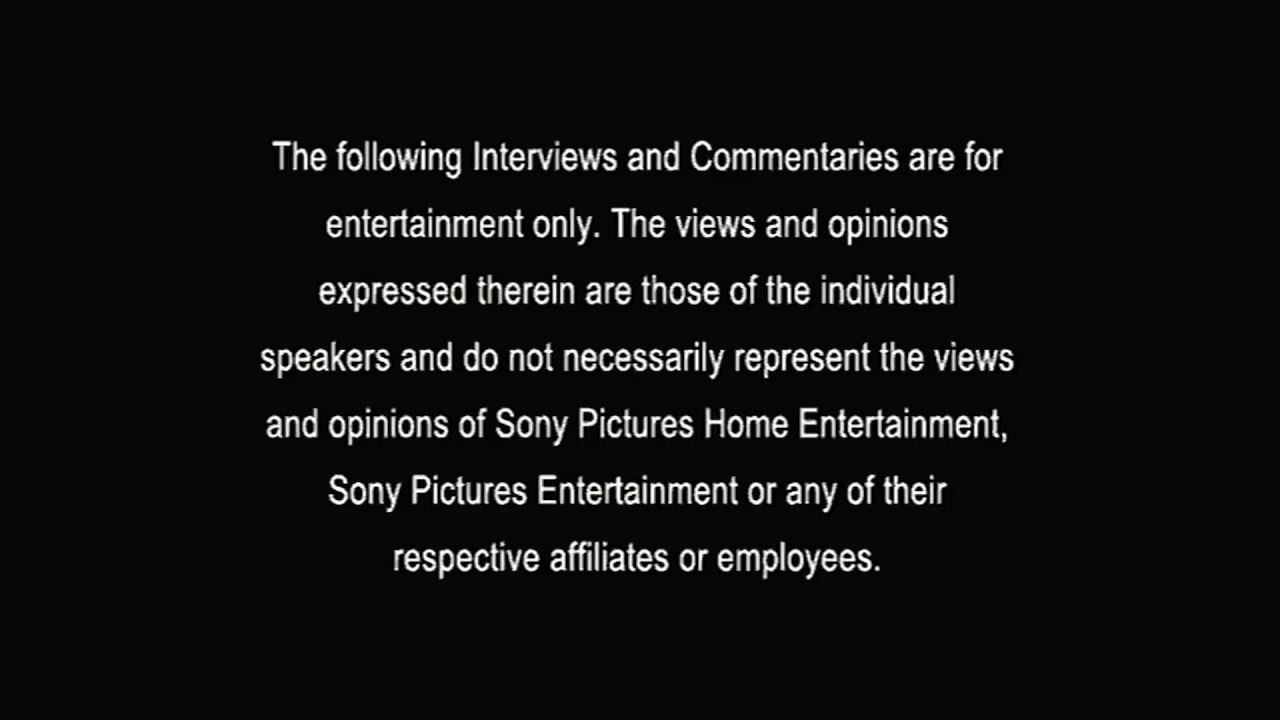 The following Interviews and Commentaries are for
entertainment only. The views and opinions
expressed therein are those of the individual
speakers and do not necessarily represent the views
and opinions of Sony Pictures Home Entertainment,
Sony Pictures Entertainment or any of their
respective affiliates or employees.